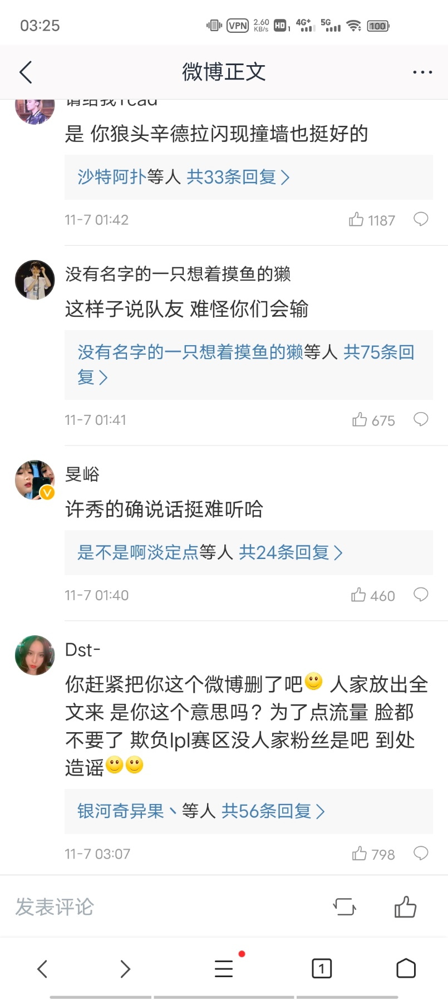 03:25
VPN 2.60 KB/s HD 1 4G+ 5G 100
微博正文
请给我read
是 你狼头辛德拉闪现撞墙也挺好的
沙特阿扑等人 共33条回复
11-7 01:42 1187
没有名字的一只想着摸鱼的獭
这样子说队友 难怪你们会输
没有名字的一只想着摸鱼的獭等人 共75条回
复
11-7 01:41 675
旻峪
许秀的确说话挺难听哈
是不是啊淡定点等人 共24条回复
11-7 01:40 460
Dst-
你赶紧把你这个微博删了吧 人家放出全
文来 是你这个意思吗？为了点流量 脸都
不要了 欺负lpl赛区没人家粉丝是吧 到处
造谣
银河奇异果丶等人 共56条回复
11-7 03:07 798
发表评论
1